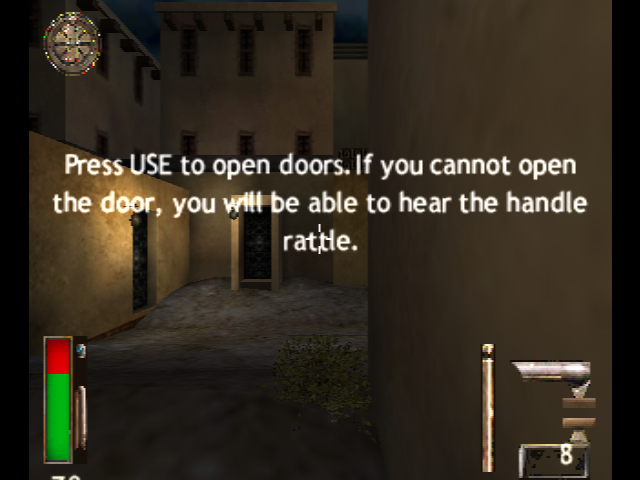 Press USE to open doors. If you cannot open
the door, you will be able to hear the handle
rattle.
8